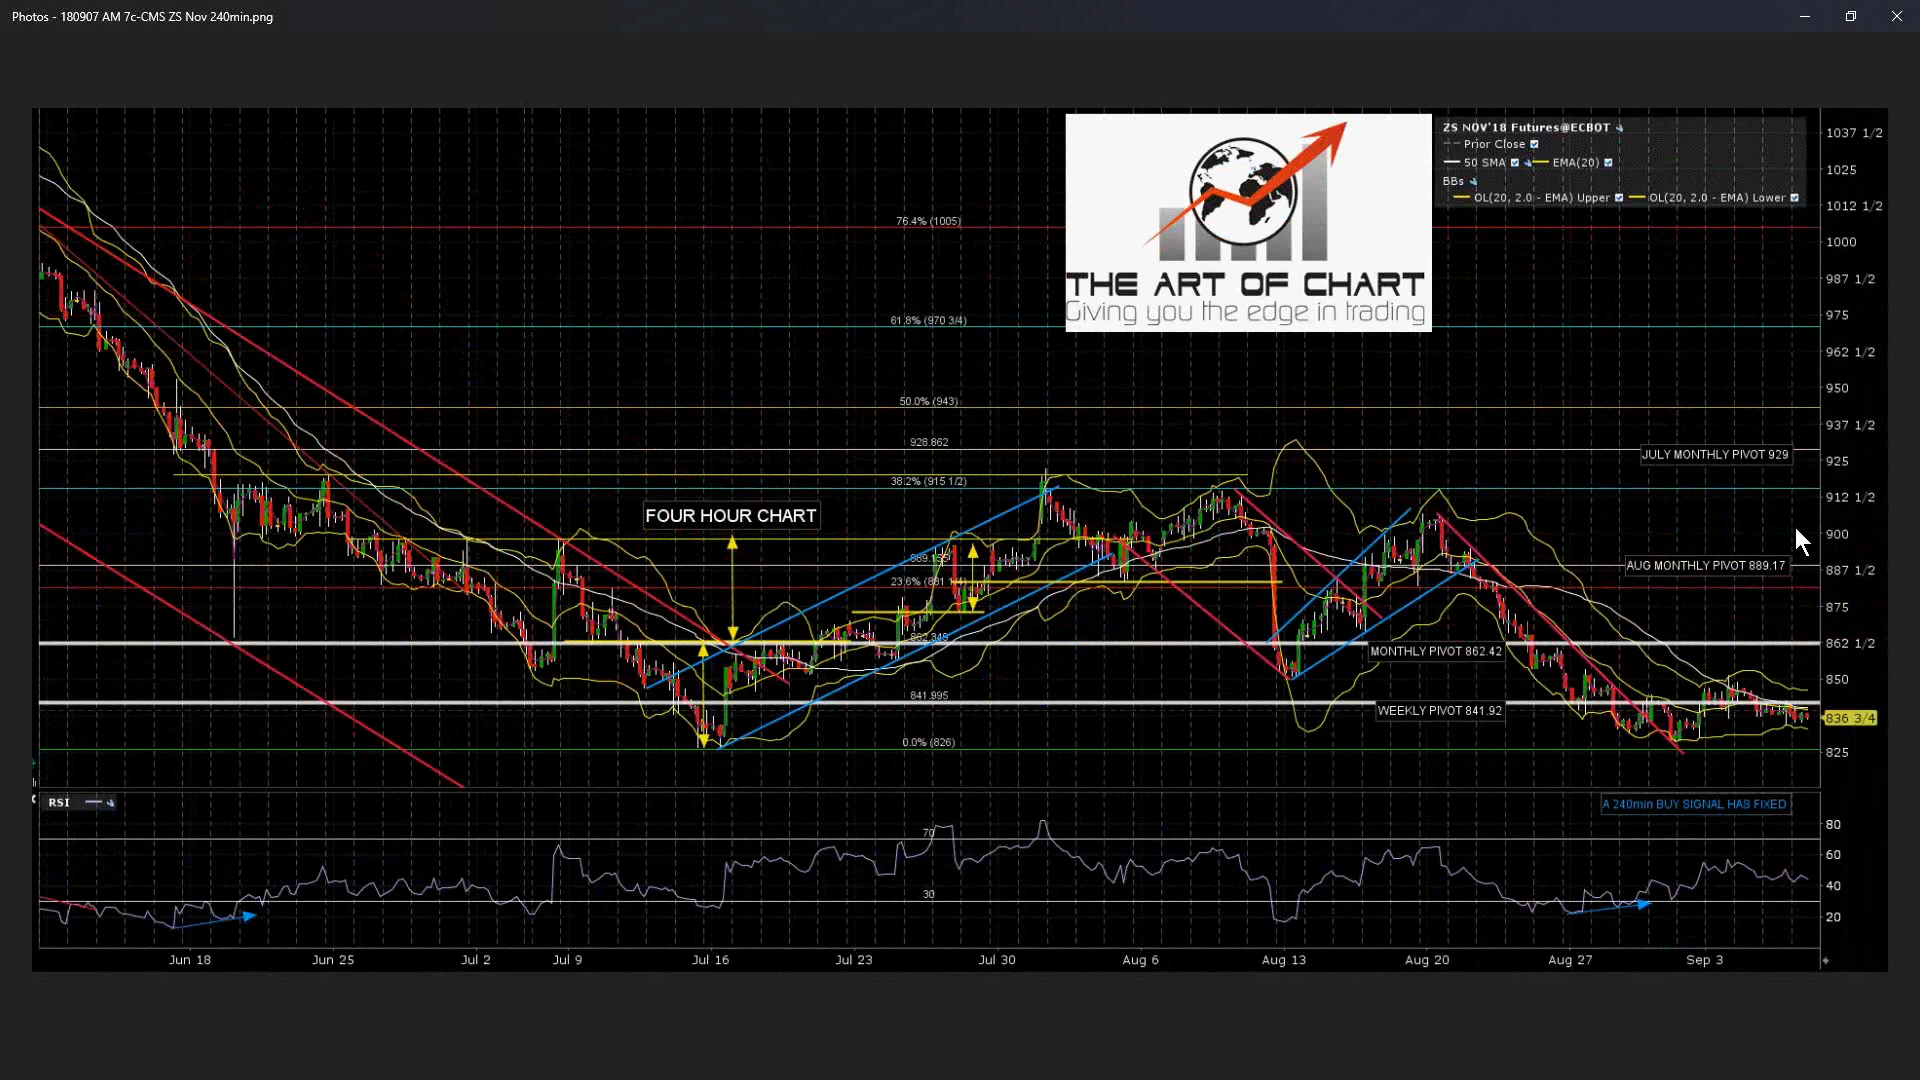 Photos - 180907 AM 7c-CMS ZS Nov 240min.png
THE ART OF CHART
Giving you the edge in trading
ZS NOV'18 Futures@ECBOT
Prior Close
50 SMA EMA(20)
BBs
OL(20, 2.0 - EMA) Upper OL(20, 2.0 - EMA) Lower
1037 1/2
1025
1012 1/2
1000
987 1/2
975
962 1/2
950
937 1/2
925
912 1/2
900
887 1/2
875
862 1/2
850
836 3/4
825
76.4% (1005)
61.8% (970 3/4)
50.0% (943)
928.862
JULY MONTHLY PIVOT 929
38.2% (915 1/2)
FOUR HOUR CHART
AUG MONTHLY PIVOT 889.17
23.6% (881 1/4)
MONTHLY PIVOT 862.42
841.995
WEEKLY PIVOT 841.92
0.0% (826)
RSI
A 240min BUY SIGNAL HAS FIXED
70
30
80
60
40
20
Jun 18 Jun 25 Jul 2 Jul 9 Jul 16 Jul 23 Jul 30 Aug 6 Aug 13 Aug 20 Aug 27 Sep 3